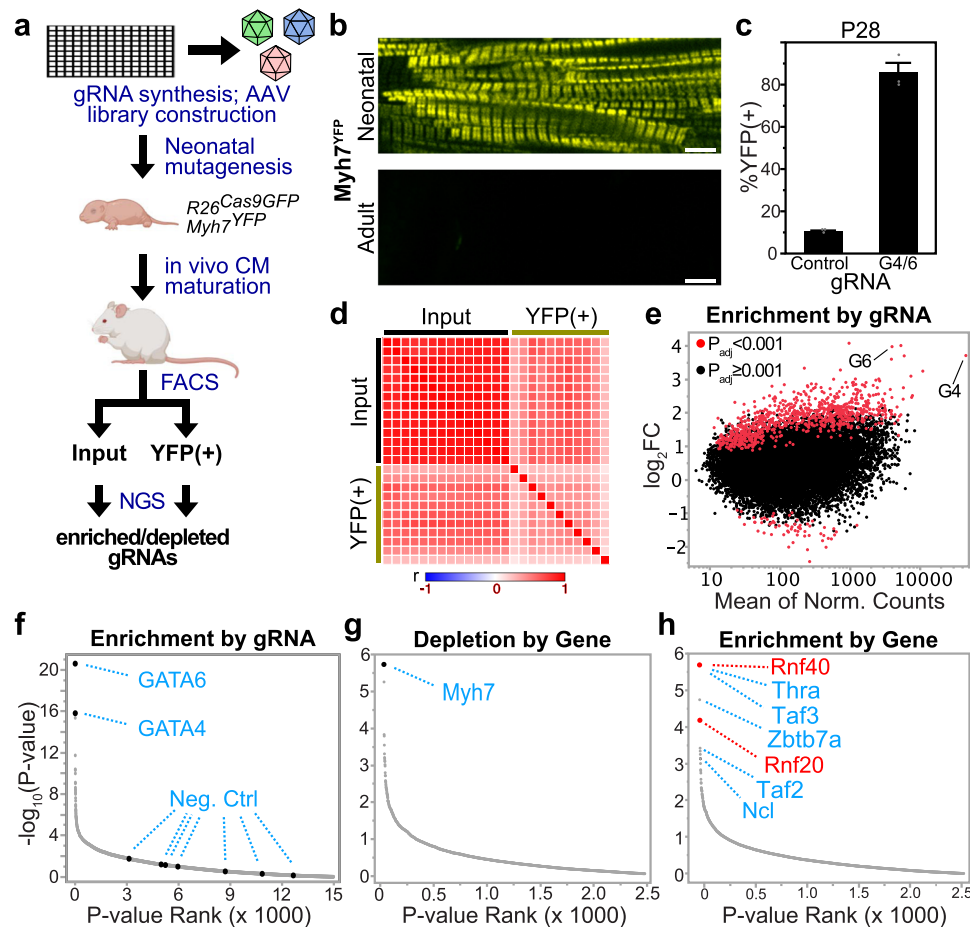 a
gRNA synthesis; AAV
library construction
Neonatal
mutagenesis
R26Cas9GFP
Myh7YFP
in vivo CM
maturation
FACS
Input YFP(+)
NGS
enriched/depleted
gRNAs
b
Myh7YFP
Neonatal
Adult
c
P28
%YFP(+)
80
60
40
20
0
Control G4/6
gRNA
d
Input YFP(+)
Input
YFP(+)
r
-1 0 1
e Enrichment by gRNA
Padj<0.001
Padj≥0.001
G6
G4
log2FC
4
3
2
1
0
−1
−2
10 100 1000 10000
Mean of Norm. Counts
f Enrichment by gRNA
-log10(P-value)
20
16
12
8
4
0
GATA6
GATA4
Neg. Ctrl
0 3 6 9 12 15
P-value Rank (x 1000)
g Depletion by Gene
6
5
4
3
2
1
0
Myh7
0 0.5 1.0 1.5 2.0 2.5
P-value Rank (x 1000)
h Enrichment by Gene
6
5
4
3
2
1
0
Rnf40
Thra
Taf3
Zbtb7a
Rnf20
Taf2
Ncl
0 0.5 1.0 1.5 2.0 2.5
P-value Rank (x 1000)